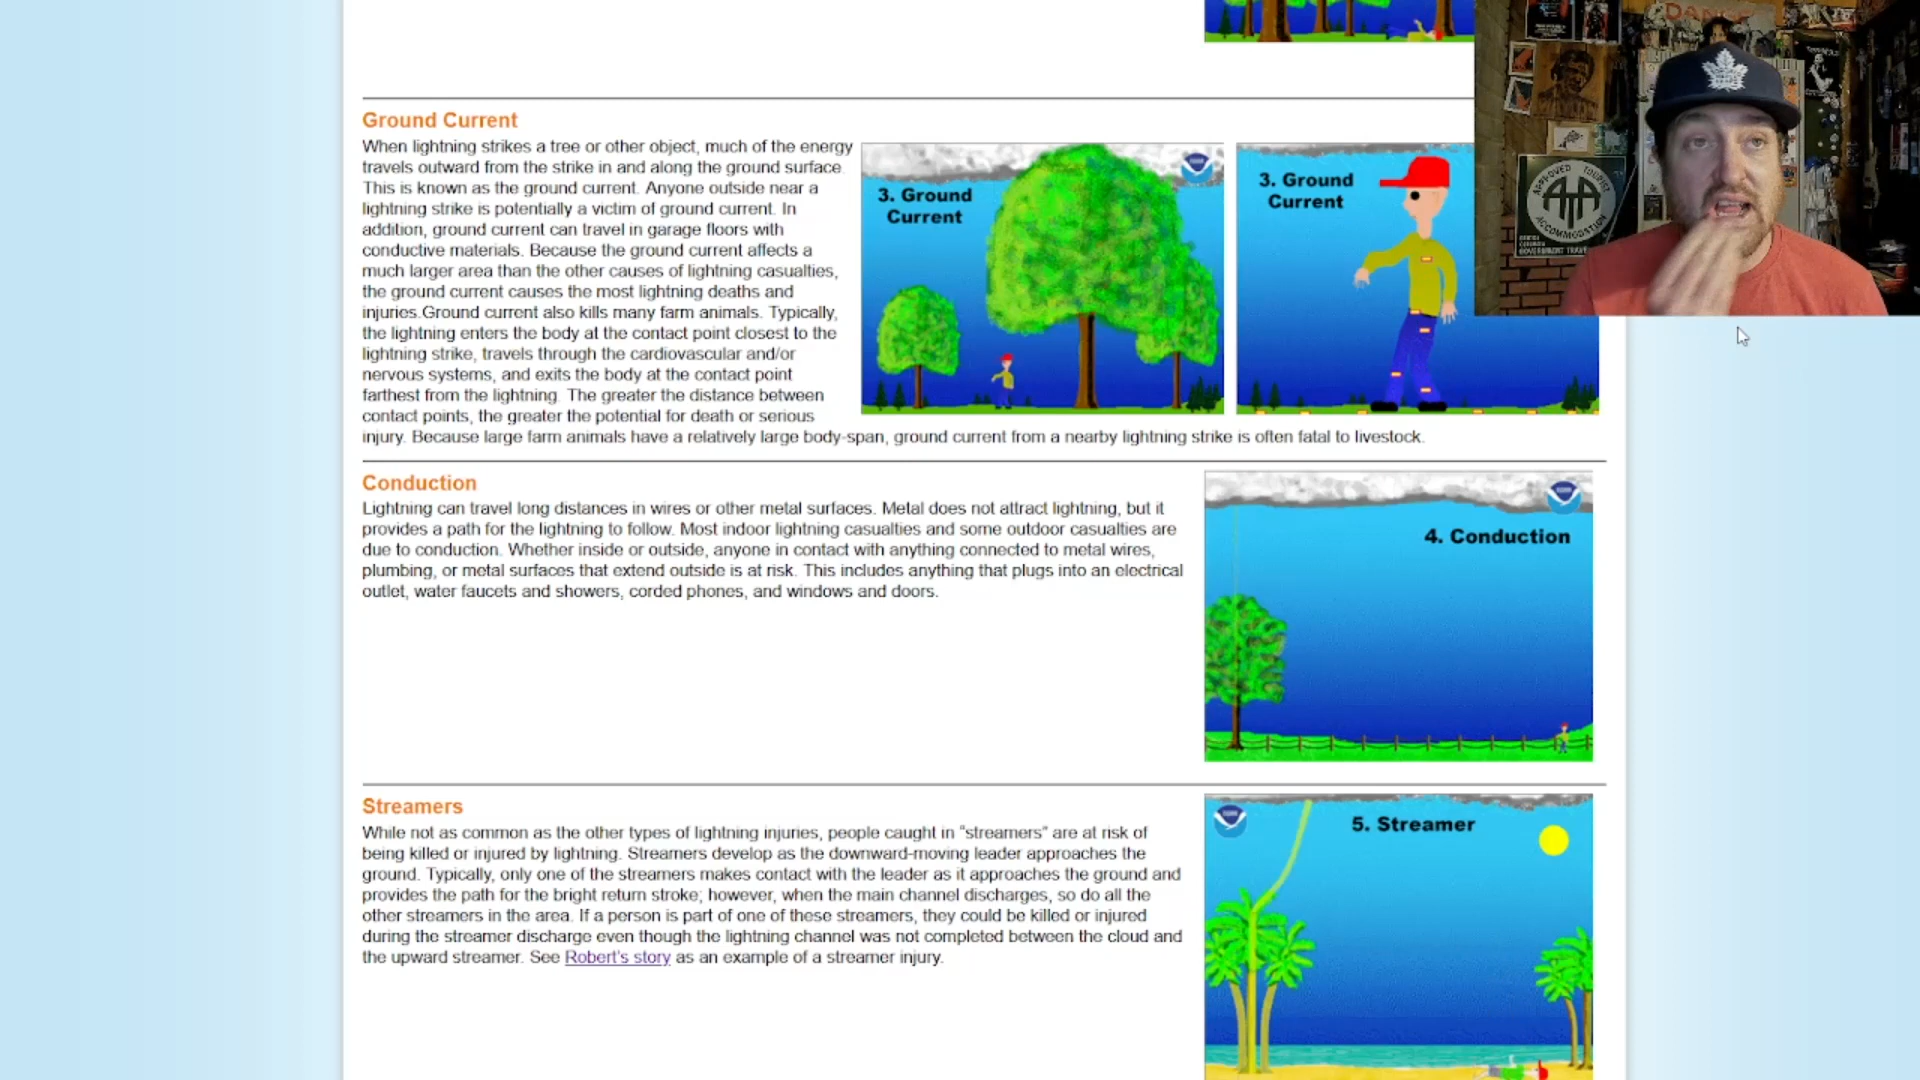 DANCE
Ground Current
When lightning strikes a tree or other object, much of the energy
travels outward from the strike in and along the ground surface.
This is known as the ground current. Anyone outside near a
lightning strike is potentially a victim of ground current. In
addition, ground current can travel in garage floors with
conductive materials. Because the ground current affects a
much larger area than the other causes of lightning casualties,
the ground current causes the most lightning deaths and
injuries.Ground current also kills many farm animals. Typically,
the lightning enters the body at the contact point closest to the
lightning strike, travels through the cardiovascular and/or
nervous systems, and exits the body at the contact point
farthest from the lightning. The greater the distance between
contact points, the greater the potential for death or serious
injury. Because large farm animals have a relatively large body-span, ground current from a nearby lightning strike is often fatal to livestock.
3. Ground
Current
3. Ground
Current
APPROVED TOURIST
AA
ACCOMMODATION
Conduction
Lightning can travel long distances in wires or other metal surfaces. Metal does not attract lightning, but it
provides a path for the lightning to follow. Most indoor lightning casualties and some outdoor casualties are
due to conduction. Whether inside or outside, anyone in contact with anything connected to metal wires,
plumbing, or metal surfaces that extend outside is at risk. This includes anything that plugs into an electrical
outlet, water faucets and showers, corded phones, and windows and doors.
4. Conduction
Streamers
While not as common as the other types of lightning injuries, people caught in "streamers" are at risk of
being killed or injured by lightning. Streamers develop as the downward-moving leader approaches the
ground. Typically, only one of the streamers makes contact with the leader as it approaches the ground and
provides the path for the bright return stroke; however, when the main channel discharges, so do all the
other streamers in the area. If a person is part of one of these streamers, they could be killed or injured
during the streamer discharge even though the lightning channel was not completed between the cloud and
the upward streamer. See Robert's story as an example of a streamer injury.
5. Streamer